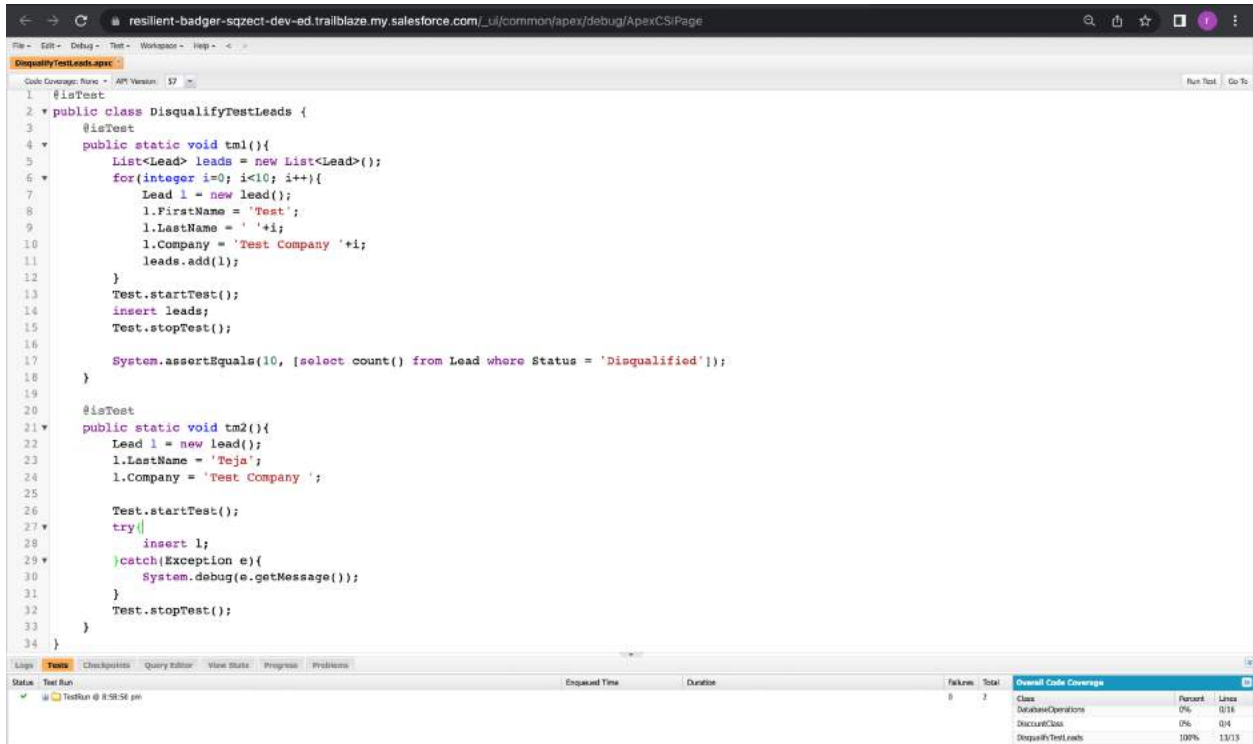 resilient-badger-sqzect-dev-ed.trailblaze.my.salesforce.com/_ui/common/apex/debug/ApexCSIPage
File Edit Debug Test Workspace Help < >
DisqualifyTestLeads.apxc
Code Coverage: None API Version: 57 Run Test Go To
1 @isTest
2 public class DisqualifyTestLeads {
3 @isTest
4 public static void tm1(){
5 List<Lead> leads = new List<Lead>();
6 for(integer i=0; i<10; i++){
7 Lead l = new lead();
8 l.FirstName = 'Test';
9 l.LastName = ' '+i;
10 l.Company = 'Test Company '+i;
11 leads.add(l);
12 }
13 Test.startTest();
14 insert leads;
15 Test.stopTest();
16
17 System.assertEquals(10, [select count() from Lead where Status = 'Disqualified']);
18 }
19
20 @isTest
21 public static void tm2(){
22 Lead l = new lead();
23 l.LastName = 'Teja';
24 l.Company = 'Test Company ';
25
26 Test.startTest();
27 try{
28 insert l;
29 }catch(Exception e){
30 System.debug(e.getMessage());
31 }
32 Test.stopTest();
33 }
34 }
Logs Tests Checkpoints Query Editor View State Progress Problems
Status Test Run Enqueued Time Duration Failures Total Overall Code Coverage
TestRun @ 8:58:50 pm 0 2 Class Percent Lines
DatabaseOperations 0% 0/16
DiscountClass 0% 0/4
DisqualifyTestLeads 100% 13/13